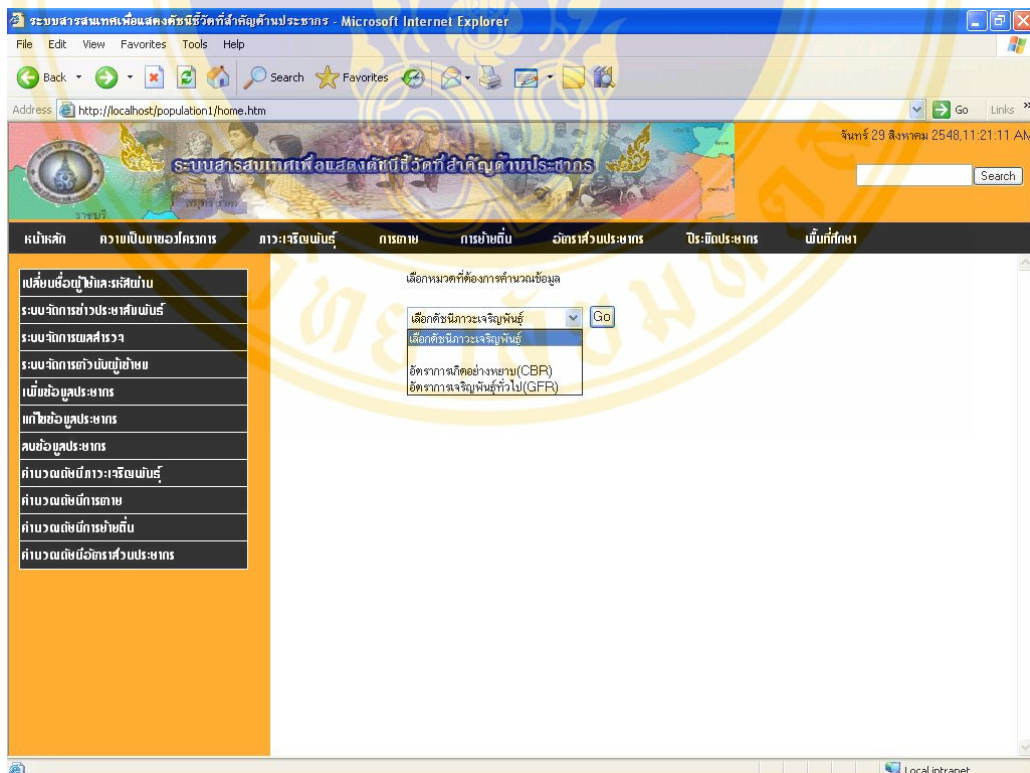 ระบบสารสนเทศเพื่อแสดงดัชนีชี้วัดที่สำคัญด้านประชากร - Microsoft Internet Explorer
File Edit View Favorites Tools Help
Back Search Favorites
Address http://localhost/population1/home.htm Go Links »
จันทร์ 29 สิงหาคม 2548,11:21:11 AM
ระบบสารสนเทศเพื่อแสดงดัชนีชี้วัดที่สำคัญด้านประชากร
Search
ราชบุรี
หน้าหลัก ความเป็นมาของโครงการ ภาวะเจริญพันธุ์ การตาย การย้ายถิ่น อัตราส่วนประชากร ปิระมิดประชากร พื้นที่ศึกษา
เปลี่ยนชื่อผู้ใช้และรหัสผ่าน
ระบบจัดการข่าวประชาสัมพันธ์
ระบบจัดการผลสำรวจ
ระบบจัดการตัวนับผู้เข้าชม
เพิ่มข้อมูลประชากร
แก้ไขข้อมูลประชากร
ลบข้อมูลประชากร
คำนวณดัชนีภาวะเจริญพันธุ์
คำนวณดัชนีการตาย
คำนวณดัชนีการย้ายถิ่น
คำนวณดัชนีอัตราส่วนประชากร
เลือกหมวดที่ต้องการคำนวณข้อมูล
เลือกดัชนีภาวะเจริญพันธุ์ Go
เลือกดัชนีภาวะเจริญพันธุ์
อัตราการเกิดอย่างหยาบ(CBR)
อัตราการเจริญพันธุ์ทั่วไป(GFR)
Local intranet